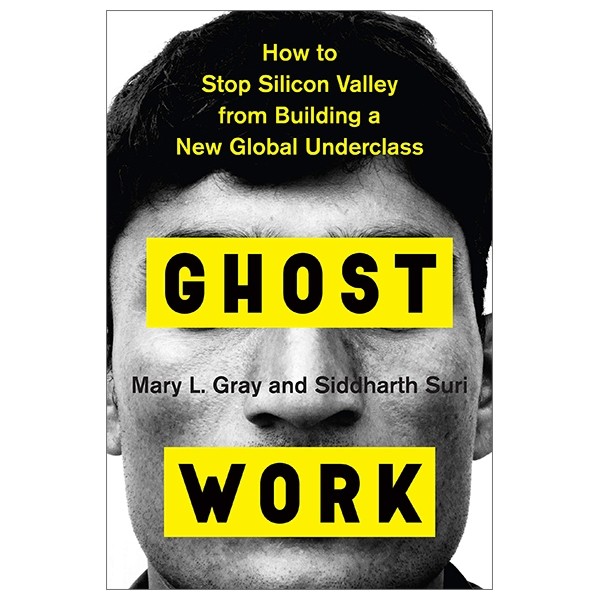 How to
Stop Silicon Valley
from Building a
New Global Underclass
GHOST
Mary L. Gray and Siddharth Suri
WORK